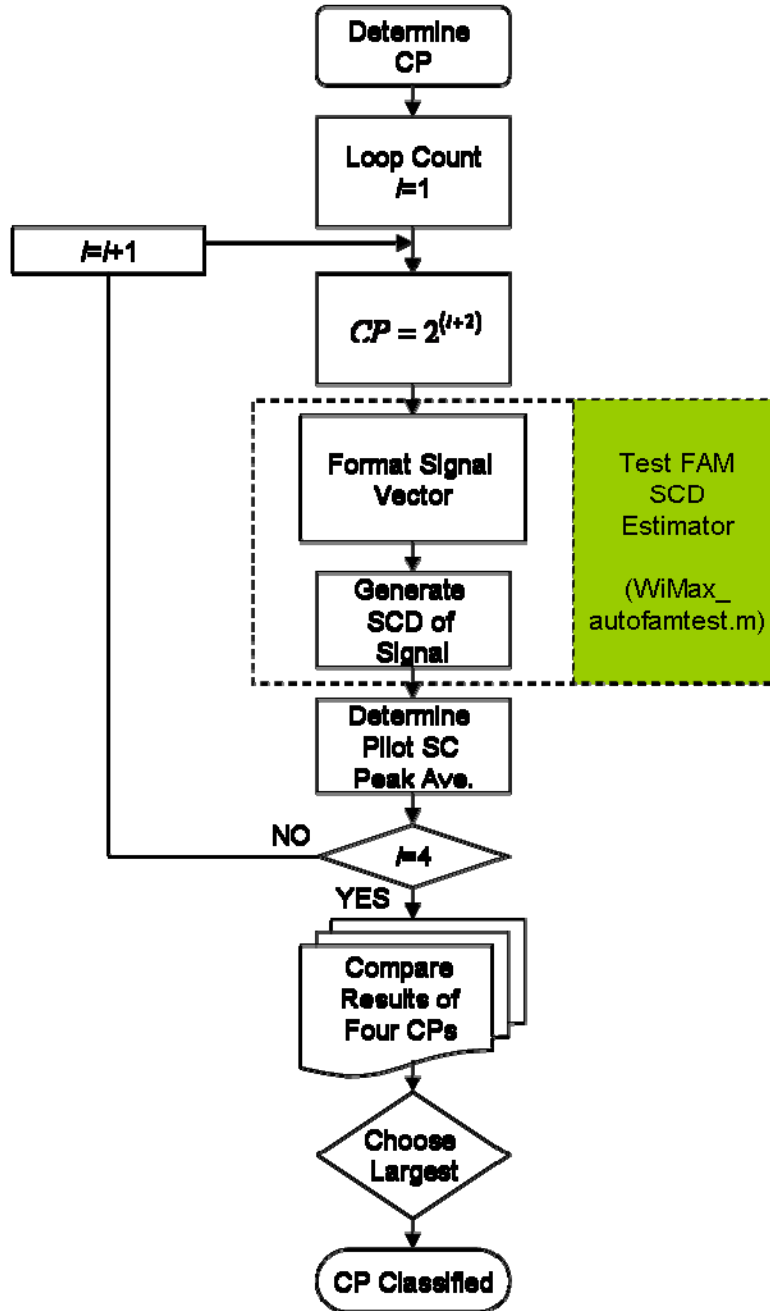 Determine
CP
Loop Count
i=1
i=i+1
CP = 2^(i+2)
Format Signal
Vector
Test FAM
SCD
Estimator
(WiMax_
autofamtest.m)
Generate
SCD of
Signal
Determine
Pilot SC
Peak Ave.
NO
i=4
YES
Compare
Results of
Four CPs
Choose
Largest
CP Classified